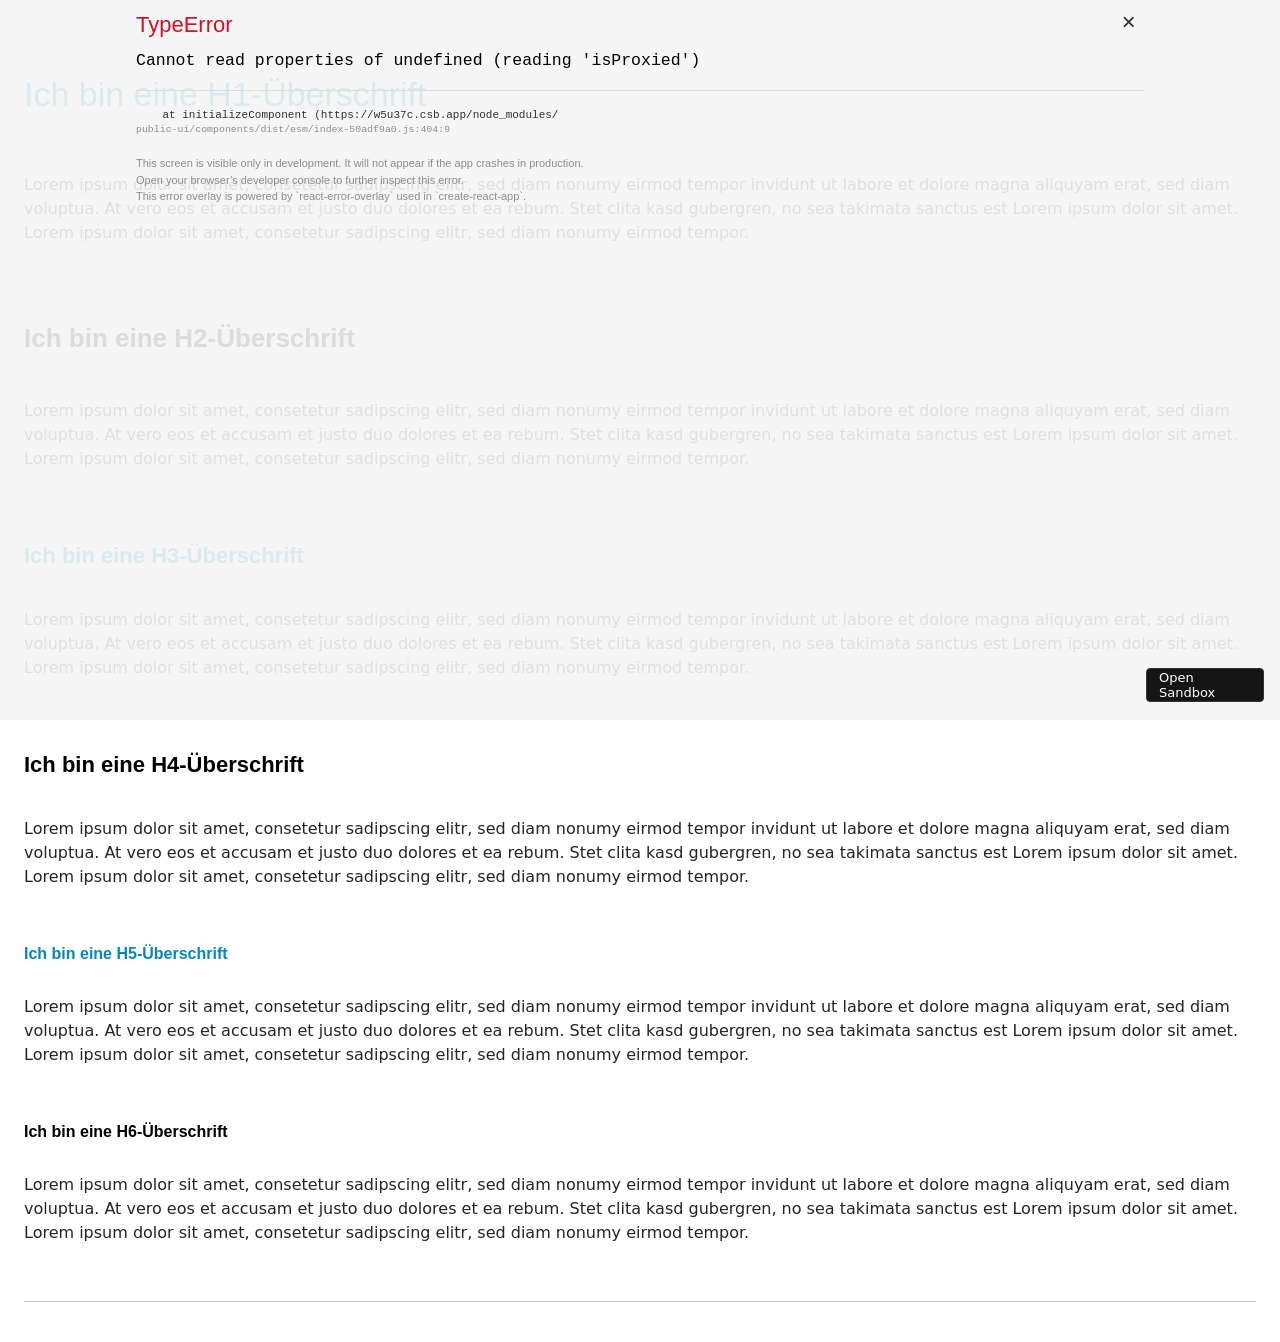 TypeError
✕
Cannot read properties of undefined (reading 'isProxied')
Ich bin eine H1-Überschrift
at initializeComponent (https://w5u37c.csb.app/node_modules/
public-ui/components/dist/esm/index-50adf9a0.js:404:9
This screen is visible only in development. It will not appear if the app crashes in production.
Open your browser’s developer console to further inspect this error.
This error overlay is powered by `react-error-overlay` used in `create-react-app`.
Lorem ipsum dolor sit amet, consetetur sadipscing elitr, sed diam nonumy eirmod tempor invidunt ut labore et dolore magna aliquyam erat, sed diam
voluptua. At vero eos et accusam et justo duo dolores et ea rebum. Stet clita kasd gubergren, no sea takimata sanctus est Lorem ipsum dolor sit amet.
Lorem ipsum dolor sit amet, consetetur sadipscing elitr, sed diam nonumy eirmod tempor.
Ich bin eine H2-Überschrift
Lorem ipsum dolor sit amet, consetetur sadipscing elitr, sed diam nonumy eirmod tempor invidunt ut labore et dolore magna aliquyam erat, sed diam
voluptua. At vero eos et accusam et justo duo dolores et ea rebum. Stet clita kasd gubergren, no sea takimata sanctus est Lorem ipsum dolor sit amet.
Lorem ipsum dolor sit amet, consetetur sadipscing elitr, sed diam nonumy eirmod tempor.
Ich bin eine H3-Überschrift
Lorem ipsum dolor sit amet, consetetur sadipscing elitr, sed diam nonumy eirmod tempor invidunt ut labore et dolore magna aliquyam erat, sed diam
voluptua. At vero eos et accusam et justo duo dolores et ea rebum. Stet clita kasd gubergren, no sea takimata sanctus est Lorem ipsum dolor sit amet.
Lorem ipsum dolor sit amet, consetetur sadipscing elitr, sed diam nonumy eirmod tempor.
Open
Sandbox
Ich bin eine H4-Überschrift
Lorem ipsum dolor sit amet, consetetur sadipscing elitr, sed diam nonumy eirmod tempor invidunt ut labore et dolore magna aliquyam erat, sed diam
voluptua. At vero eos et accusam et justo duo dolores et ea rebum. Stet clita kasd gubergren, no sea takimata sanctus est Lorem ipsum dolor sit amet.
Lorem ipsum dolor sit amet, consetetur sadipscing elitr, sed diam nonumy eirmod tempor.
Ich bin eine H5-Überschrift
Lorem ipsum dolor sit amet, consetetur sadipscing elitr, sed diam nonumy eirmod tempor invidunt ut labore et dolore magna aliquyam erat, sed diam
voluptua. At vero eos et accusam et justo duo dolores et ea rebum. Stet clita kasd gubergren, no sea takimata sanctus est Lorem ipsum dolor sit amet.
Lorem ipsum dolor sit amet, consetetur sadipscing elitr, sed diam nonumy eirmod tempor.
Ich bin eine H6-Überschrift
Lorem ipsum dolor sit amet, consetetur sadipscing elitr, sed diam nonumy eirmod tempor invidunt ut labore et dolore magna aliquyam erat, sed diam
voluptua. At vero eos et accusam et justo duo dolores et ea rebum. Stet clita kasd gubergren, no sea takimata sanctus est Lorem ipsum dolor sit amet.
Lorem ipsum dolor sit amet, consetetur sadipscing elitr, sed diam nonumy eirmod tempor.